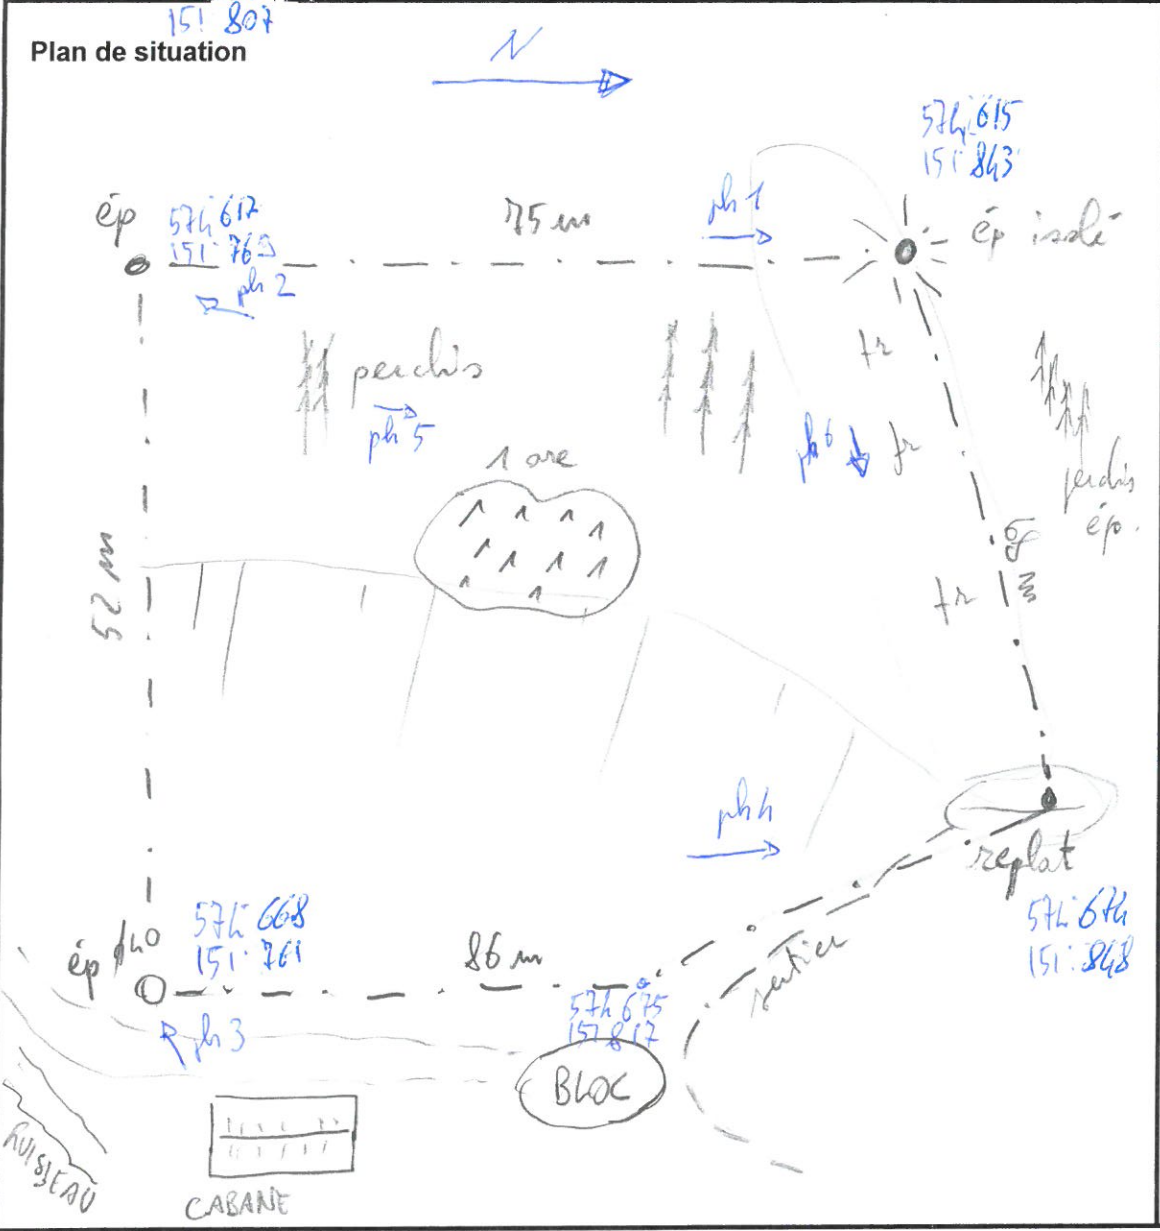 151' 807
Plan de situation
N
574' 615
151' 843
ép
574' 617
151' 769
75 m
ph 1
ép isolé
ph 2
perchis
ph 5
fr
ph 6
fr
perchis
ép.
1 are
52 m
fr
ph 4
replat
574' 674
151' 848
ép
574' 668
151' 761
86 m
sentier
574' 675
151' 817
ph 3
BLOC
RUISSEAU
CABANE